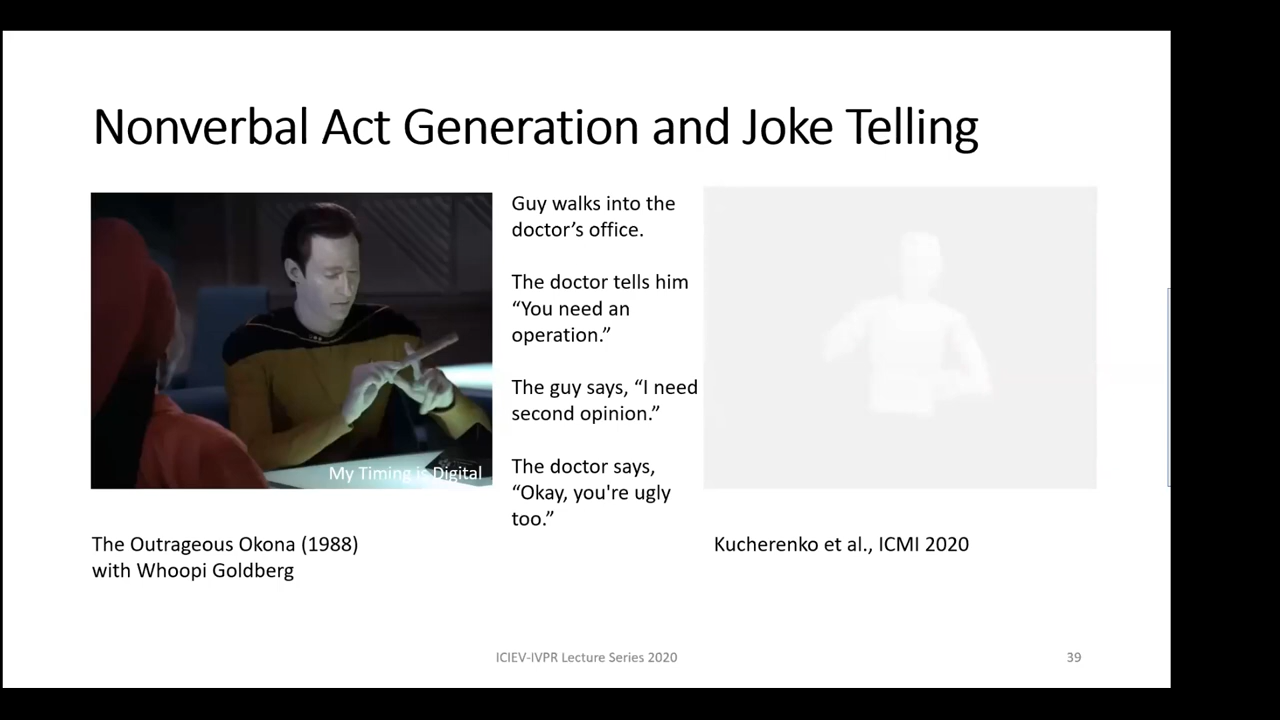 Nonverbal Act Generation and Joke Telling
Guy walks into the
doctor’s office.
The doctor tells him
“You need an
operation.”
The guy says, “I need
second opinion.”
The doctor says,
“Okay, you're ugly
too.”
My Timing is Digital
The Outrageous Okona (1988)
with Whoopi Goldberg
Kucherenko et al., ICMI 2020
ICIEV-IVPR Lecture Series 2020
39